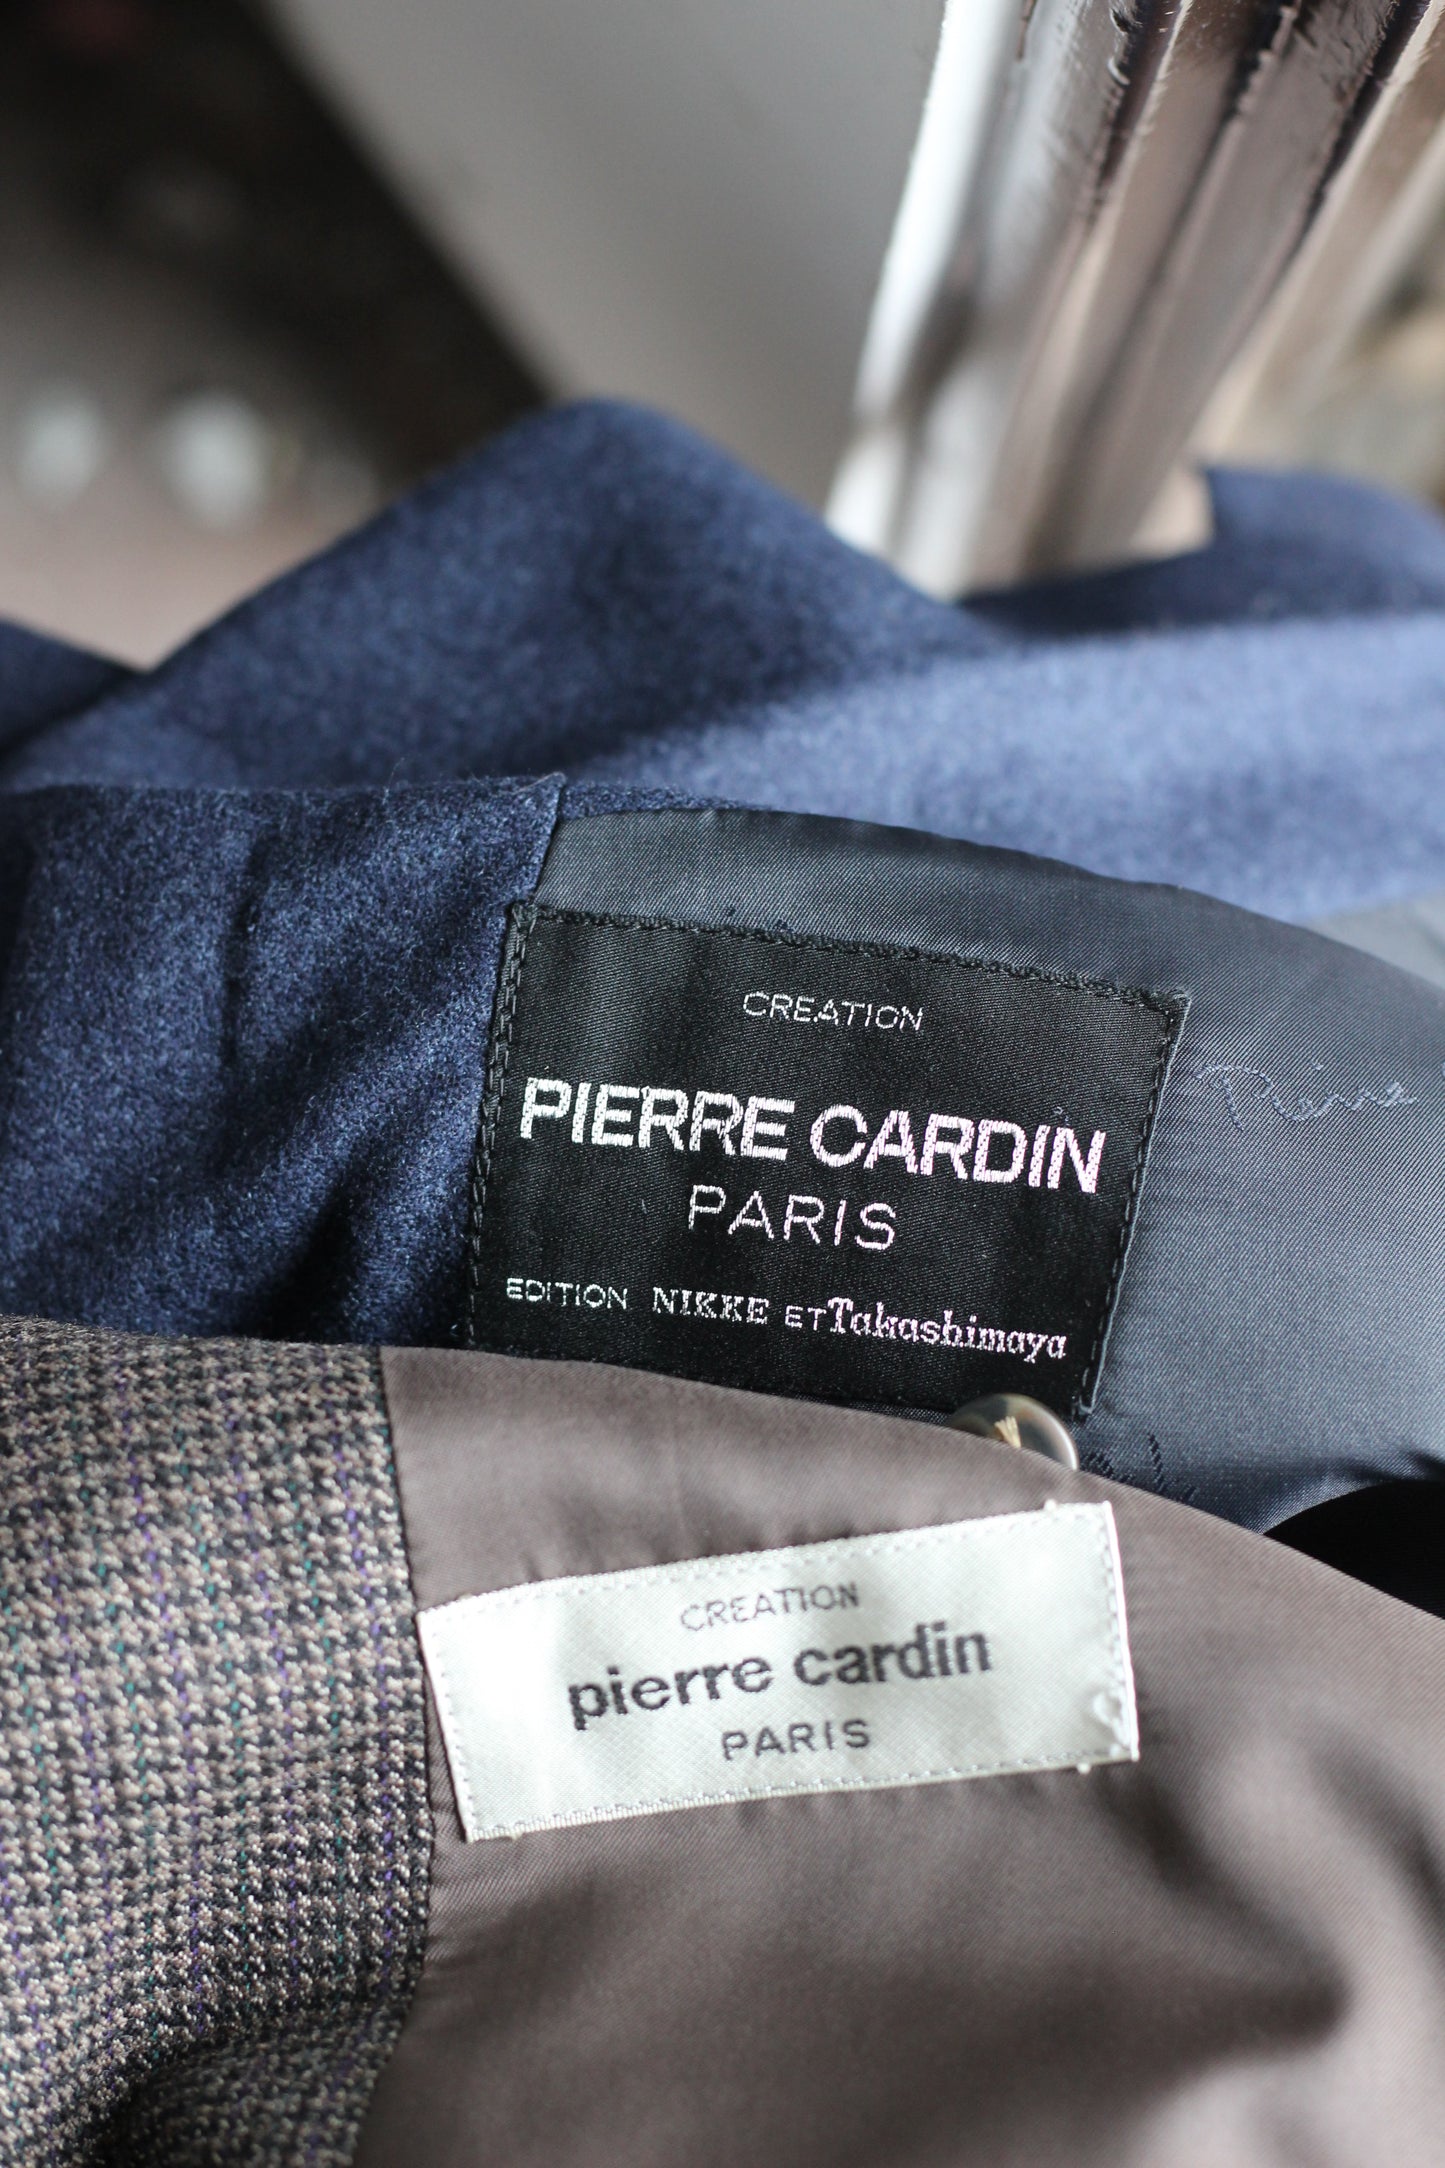 CREATION
PIERRE CARDIN
PARIS
EDITION NIKKE ET Takashimaya
CREATION
pierre cardin
PARIS